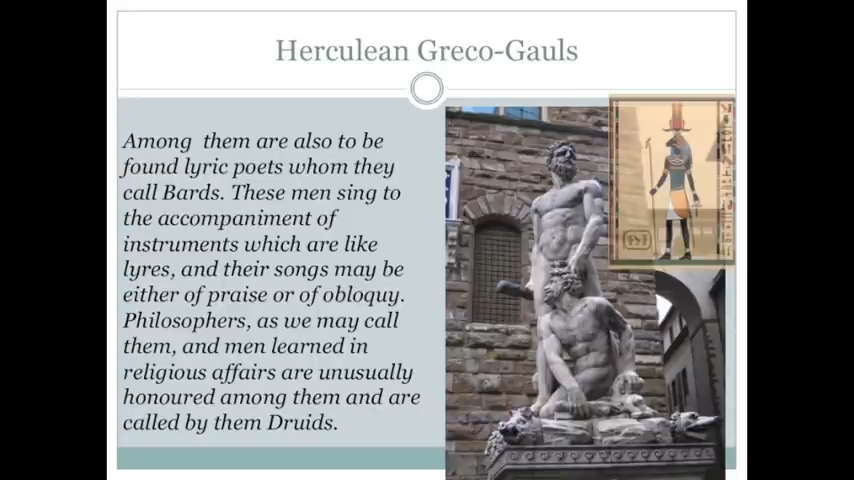 Herculean Greco-Gauls
Among them are also to be
found lyric poets whom they
call Bards. These men sing to
the accompaniment of
instruments which are like
lyres, and their songs may be
either of praise or of obloquy.
Philosophers, as we may call
them, and men learned in
religious affairs are unusually
honoured among them and are
called by them Druids.